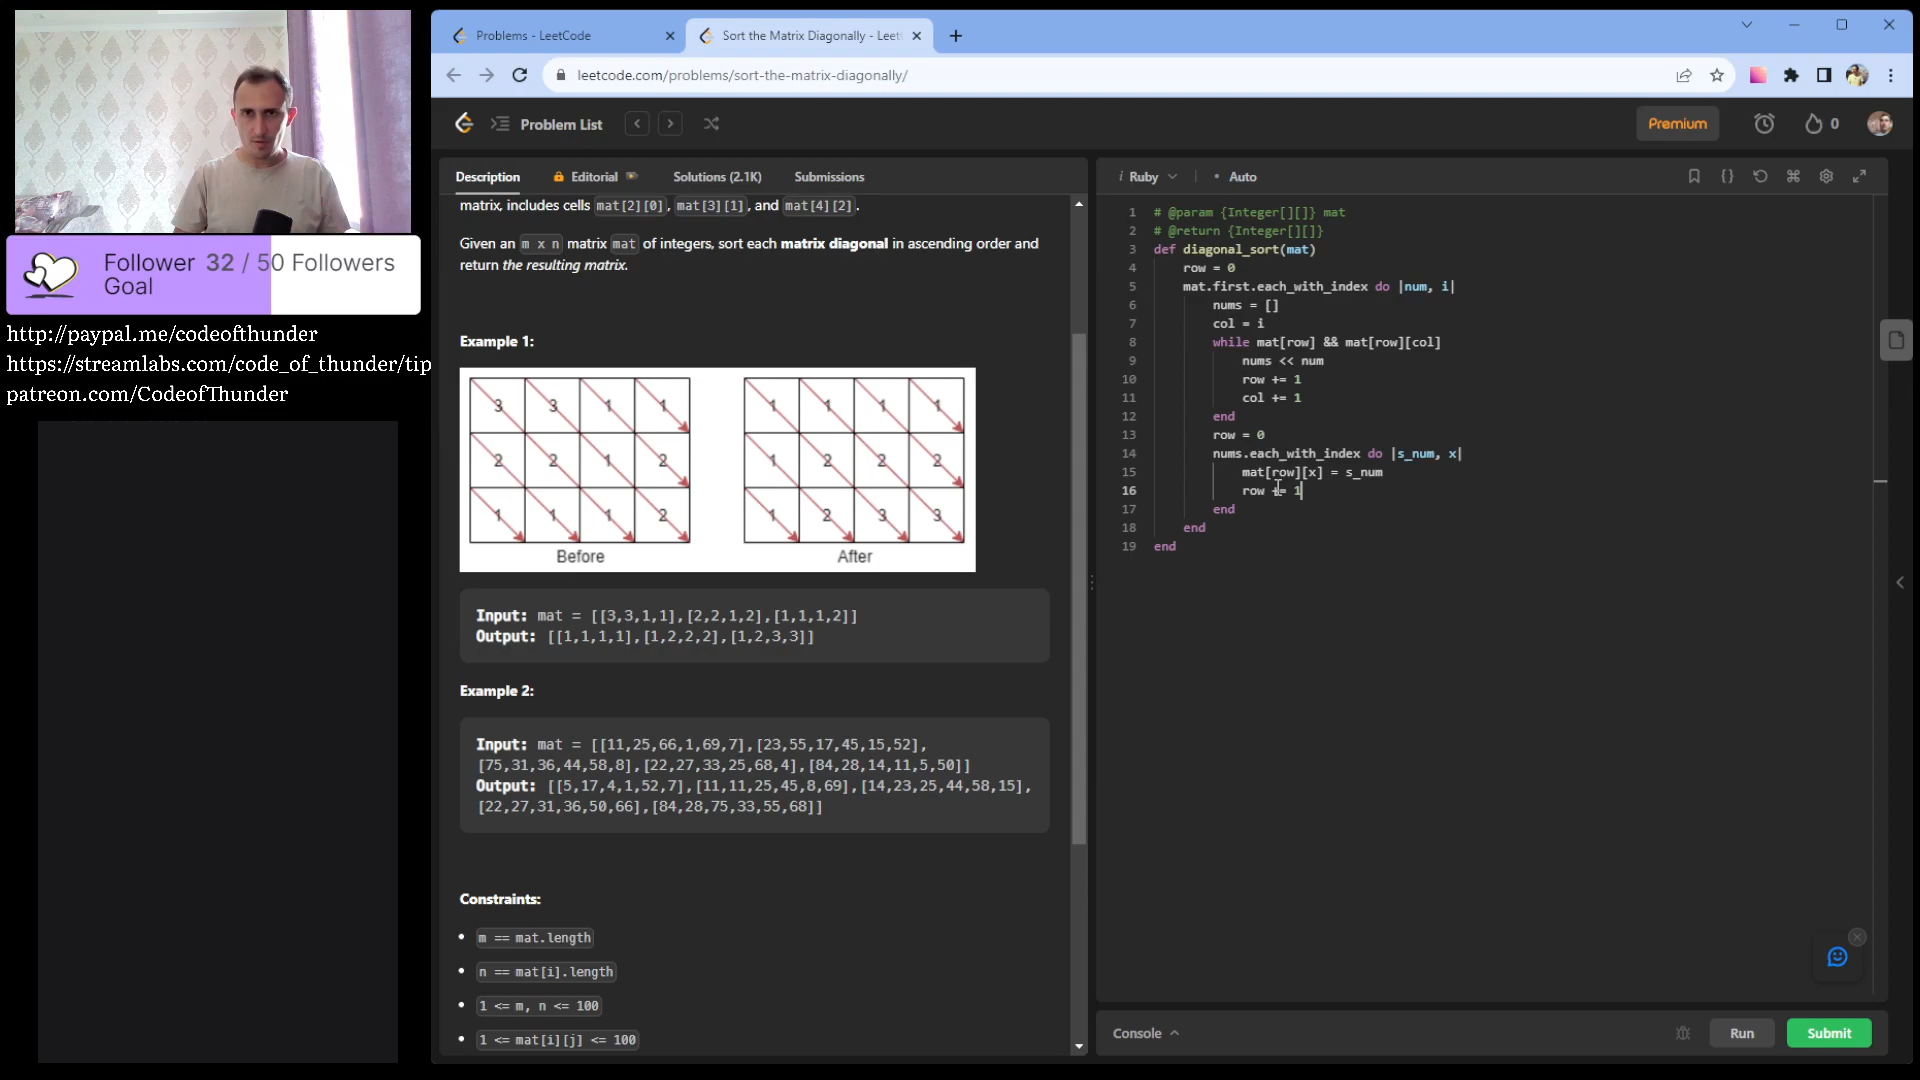 Problems - LeetCode
Sort the Matrix Diagonally - Leet
leetcode.com/problems/sort-the-matrix-diagonally/
Problem List
Premium
0
Description
Editorial
Solutions (2.1K)
Submissions
i Ruby
• Auto
Follower 32 / 50 Followers
Goal
http://paypal.me/codeofthunder
https://streamlabs.com/code_of_thunder/tip
patreon.com/CodeofThunder
matrix, includes cells mat[2][0], mat[3][1], and mat[4][2].
Given an m x n matrix mat of integers, sort each matrix diagonal in ascending order and
return the resulting matrix.
Example 1:
3 3 1 1
2 2 1 2
1 1 1 2
Before
1 1 1 1
1 2 2 2
1 2 3 3
After
Input: mat = [[3,3,1,1],[2,2,1,2],[1,1,1,2]]
Output: [[1,1,1,1],[1,2,2,2],[1,2,3,3]]
Example 2:
Input: mat = [[11,25,66,1,69,7],[23,55,17,45,15,52],
[75,31,36,44,58,8],[22,27,33,25,68,4],[84,28,14,11,5,50]]
Output: [[5,17,4,1,52,7],[11,11,25,45,8,69],[14,23,25,44,58,15],
[22,27,31,36,50,66],[84,28,75,33,55,68]]
Constraints:
• m == mat.length
• n == mat[i].length
• 1 <= m, n <= 100
• 1 <= mat[i][j] <= 100
1 # @param {Integer[][]} mat
2 # @return {Integer[][]}
3 def diagonal_sort(mat)
4 row = 0
5 mat.first.each_with_index do |num, i|
6 nums = []
7 col = i
8 while mat[row] && mat[row][col]
9 nums << num
10 row += 1
11 col += 1
12 end
13 row = 0
14 nums.each_with_index do |s_num, x|
15 mat[row][x] = s_num
16 row += 1
17 end
18 end
19 end
Console
Run
Submit